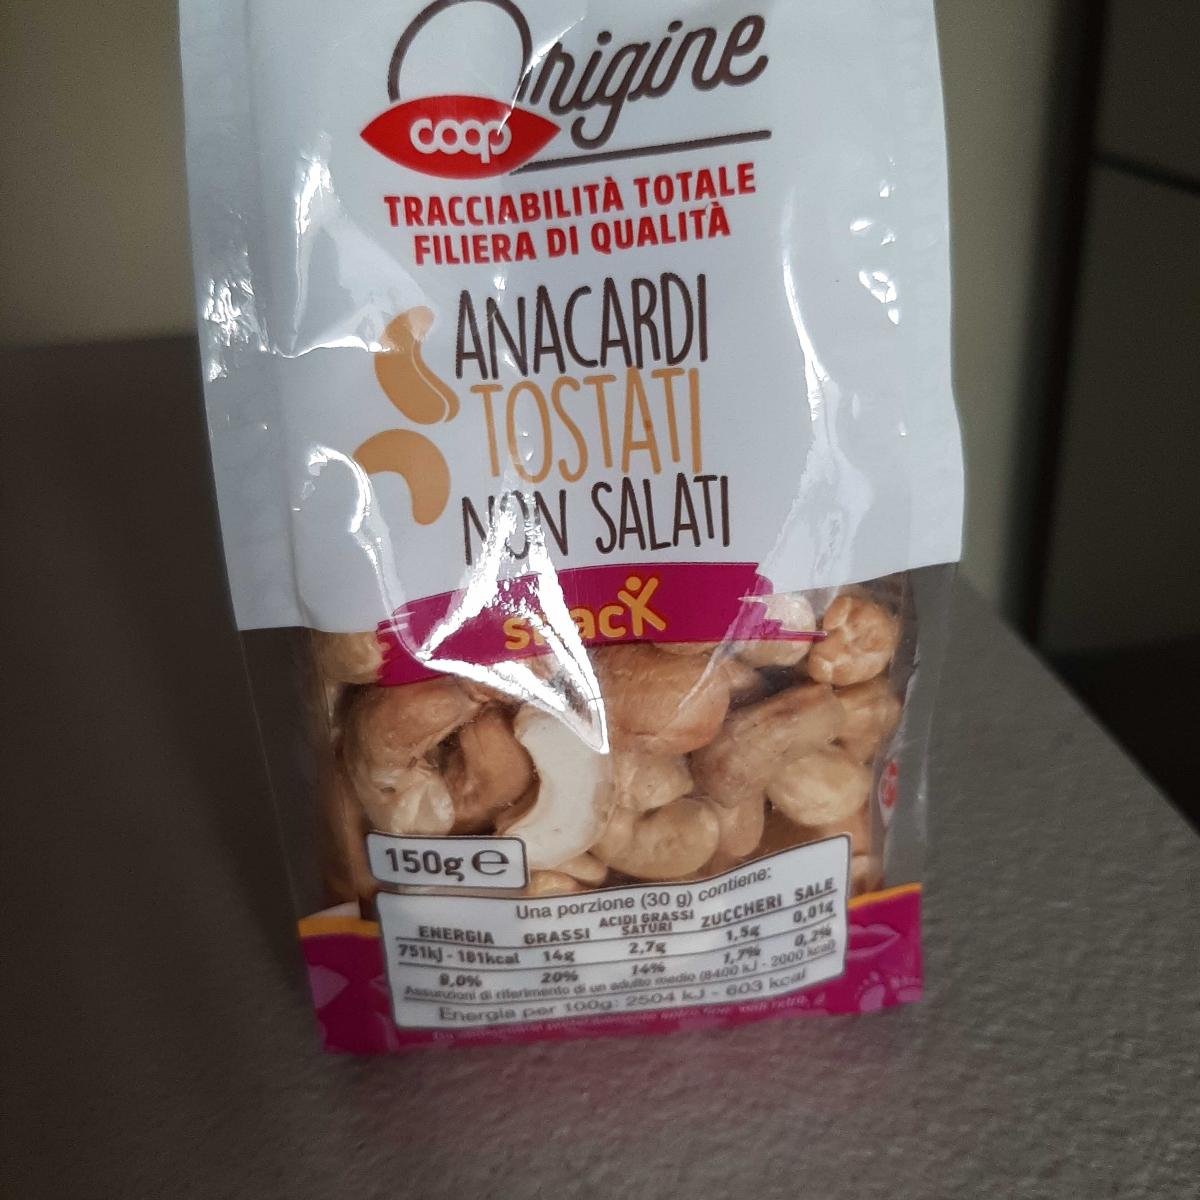 Origine
coop
TRACCIABILITÀ TOTALE
FILIERA DI QUALITÀ
ANACARDI
TOSTATI
NON SALATI
snack
150g e
Una porzione (30 g) contiene:
ENERGIA GRASSI ACIDI GRASSI SATURI ZUCCHERI SALE
751kJ - 181kcal 14g 2,7g 1,5g 0,01g
9,0% 20% 14% 1,7% 0,2%
Assunzioni di riferimento di un adulto medio (8400 kJ - 2000 kcal)
Energia per 100g: 2504 kJ - 603 kcal